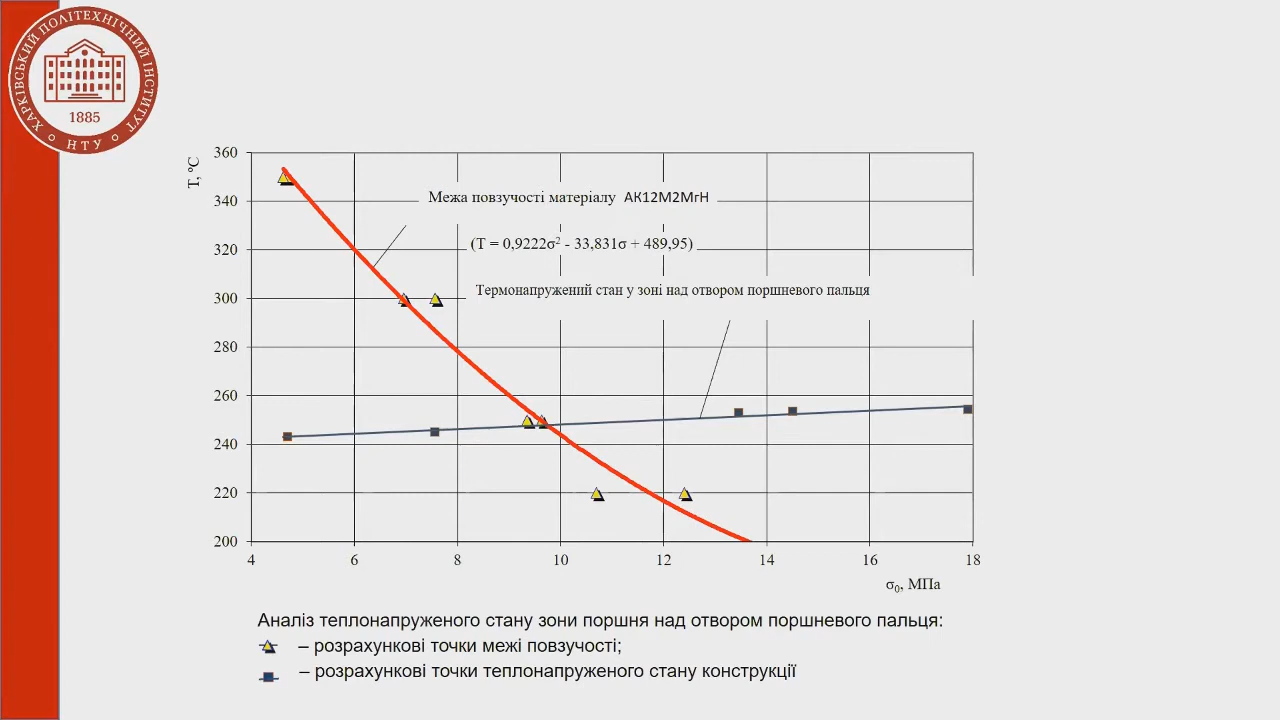 ХАРКІВСЬКИЙ ПОЛІТЕХНІЧНИЙ ІНСТИТУТ
1885
НТУ
T, °C
360
340
320
300
280
260
240
220
200
Межа повзучості матеріалу АК12М2МгН
(T = 0,9222σ² - 33,831σ + 489,95)
Термонапружений стан у зоні над отвором поршневого пальця
4 6 8 10 12 14 16 18
σ₀, МПа
Аналіз теплонапруженого стану зони поршня над отвором поршневого пальця:
– розрахункові точки межі повзучості;
– розрахункові точки теплонапруженого стану конструкції